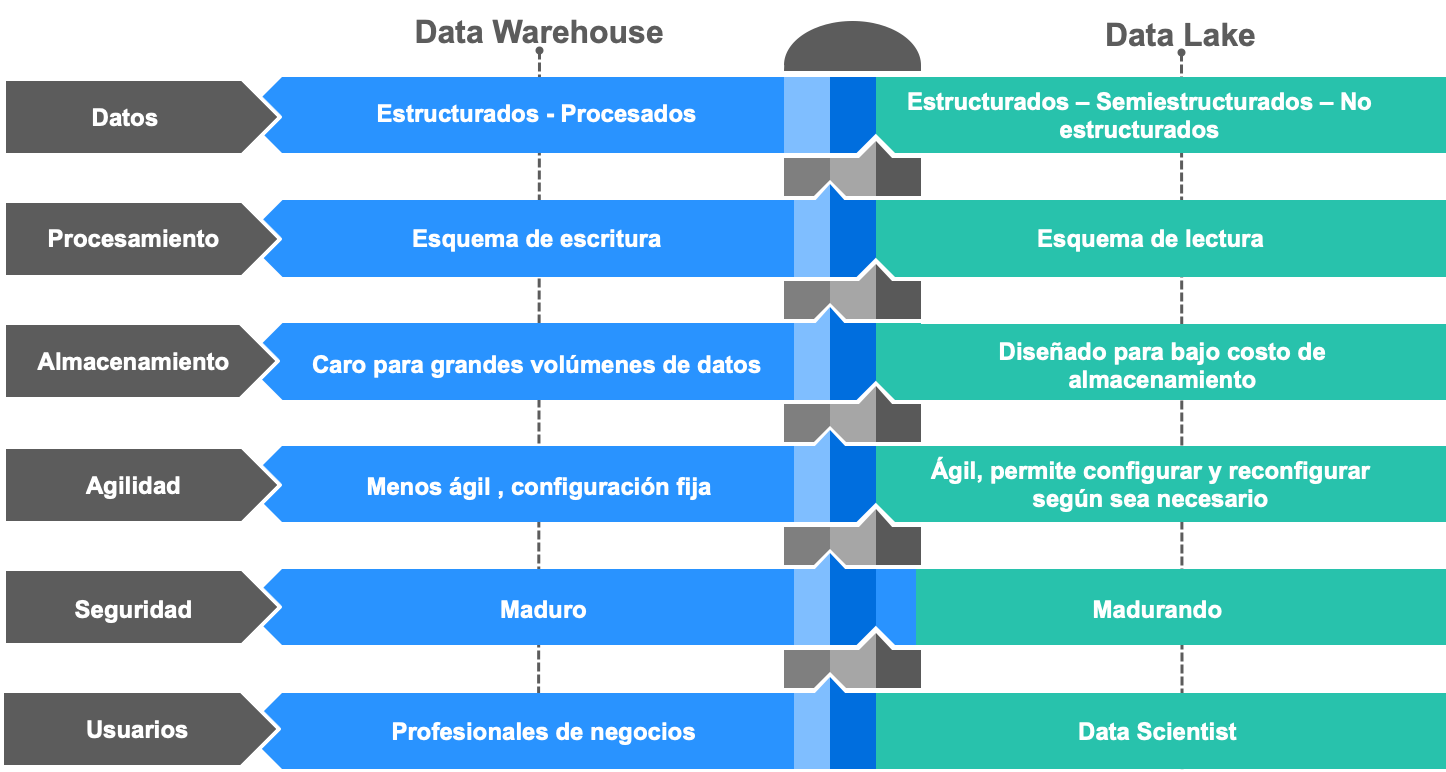 Data Warehouse
Data Lake
Datos
Estructurados - Procesados
Estructurados – Semiestructurados – No
estructurados
Procesamiento
Esquema de escritura
Esquema de lectura
Almacenamiento
Caro para grandes volúmenes de datos
Diseñado para bajo costo de
almacenamiento
Agilidad
Menos ágil , configuración fija
Ágil, permite configurar y reconfigurar
según sea necesario
Seguridad
Maduro
Madurando
Usuarios
Profesionales de negocios
Data Scientist